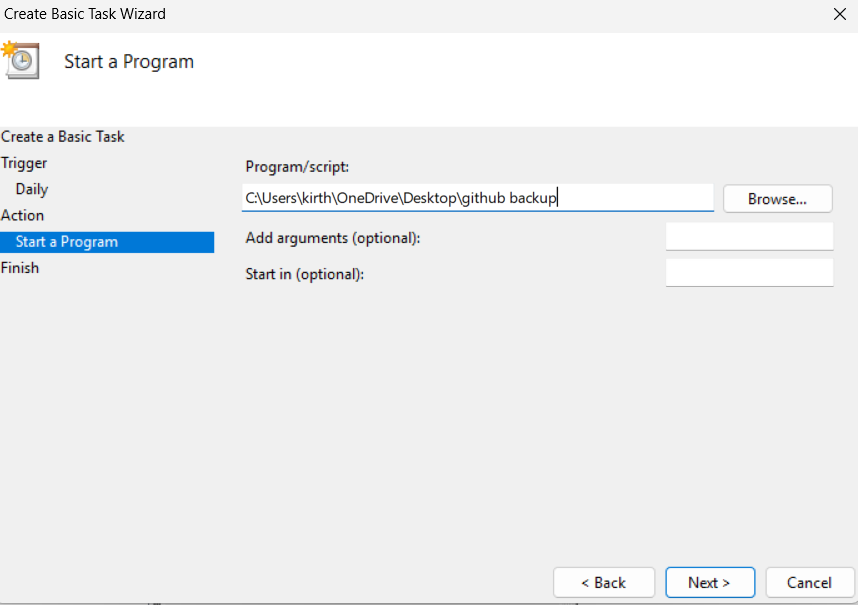 Create Basic Task Wizard
Start a Program
Create a Basic Task
Trigger
Daily
Action
Start a Program
Finish
Program/script:
C:\Users\kirth\OneDrive\Desktop\github backup
Browse...
Add arguments (optional):
Start in (optional):
< Back
Next >
Cancel